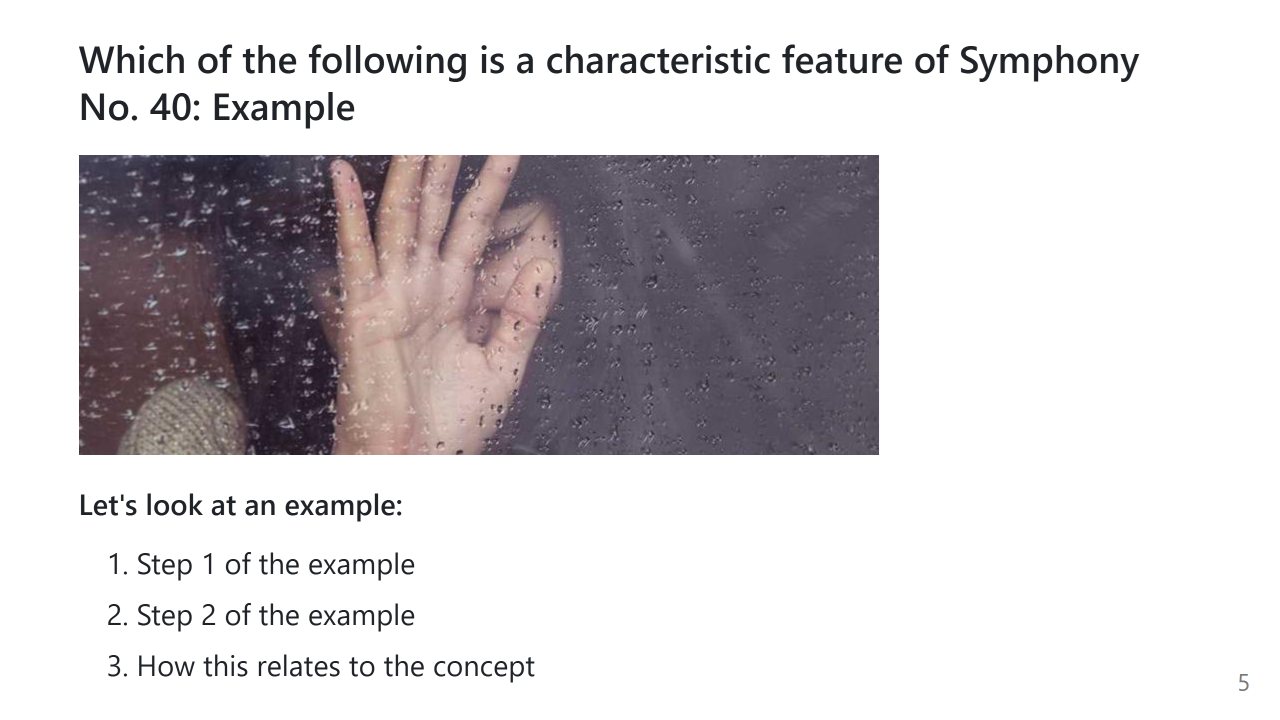 Which of the following is a characteristic feature of Symphony
No. 40: Example
Let's look at an example:
1. Step 1 of the example
2. Step 2 of the example
3. How this relates to the concept
5